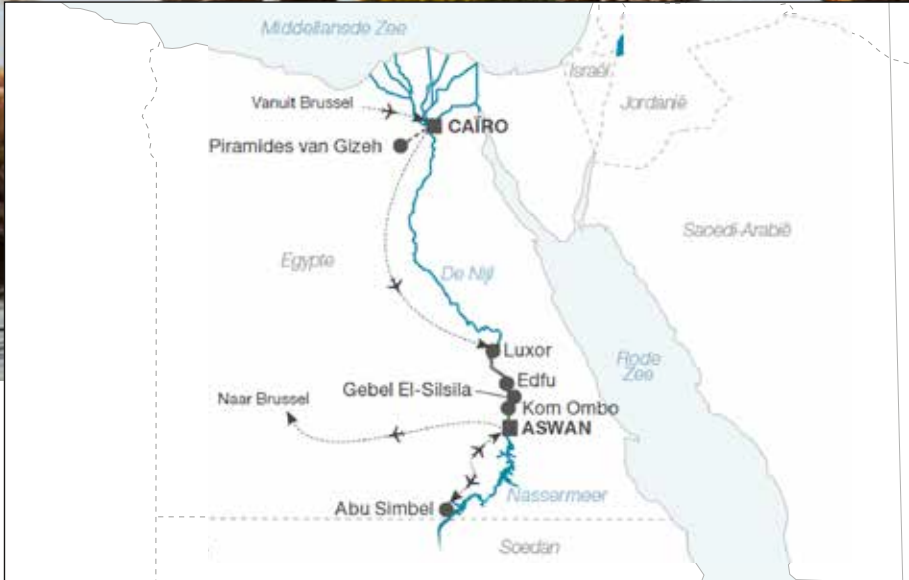 Middellandse Zee
Israël
Jordanië
Vanuit Brussel
CAÏRO
Piramides van Gizeh
Saoedi-Arabië
Egypte
De Nijl
Luxor
Rode
Zee
Edfu
Gebel El-Silsila
Naar Brussel
Kom Ombo
ASWAN
Nassermeer
Abu Simbel
Soedan